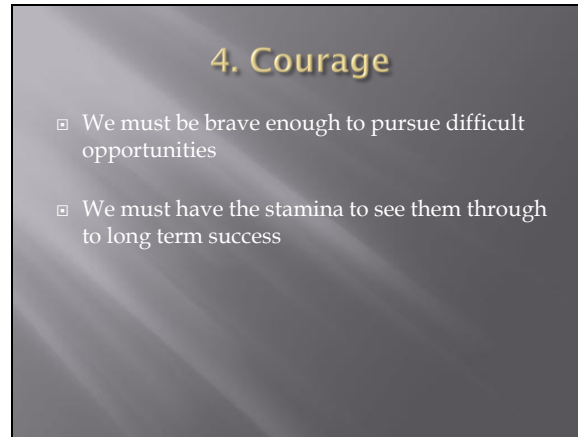 4. Courage
We must be brave enough to pursue difficult
opportunities
We must have the stamina to see them through
to long term success